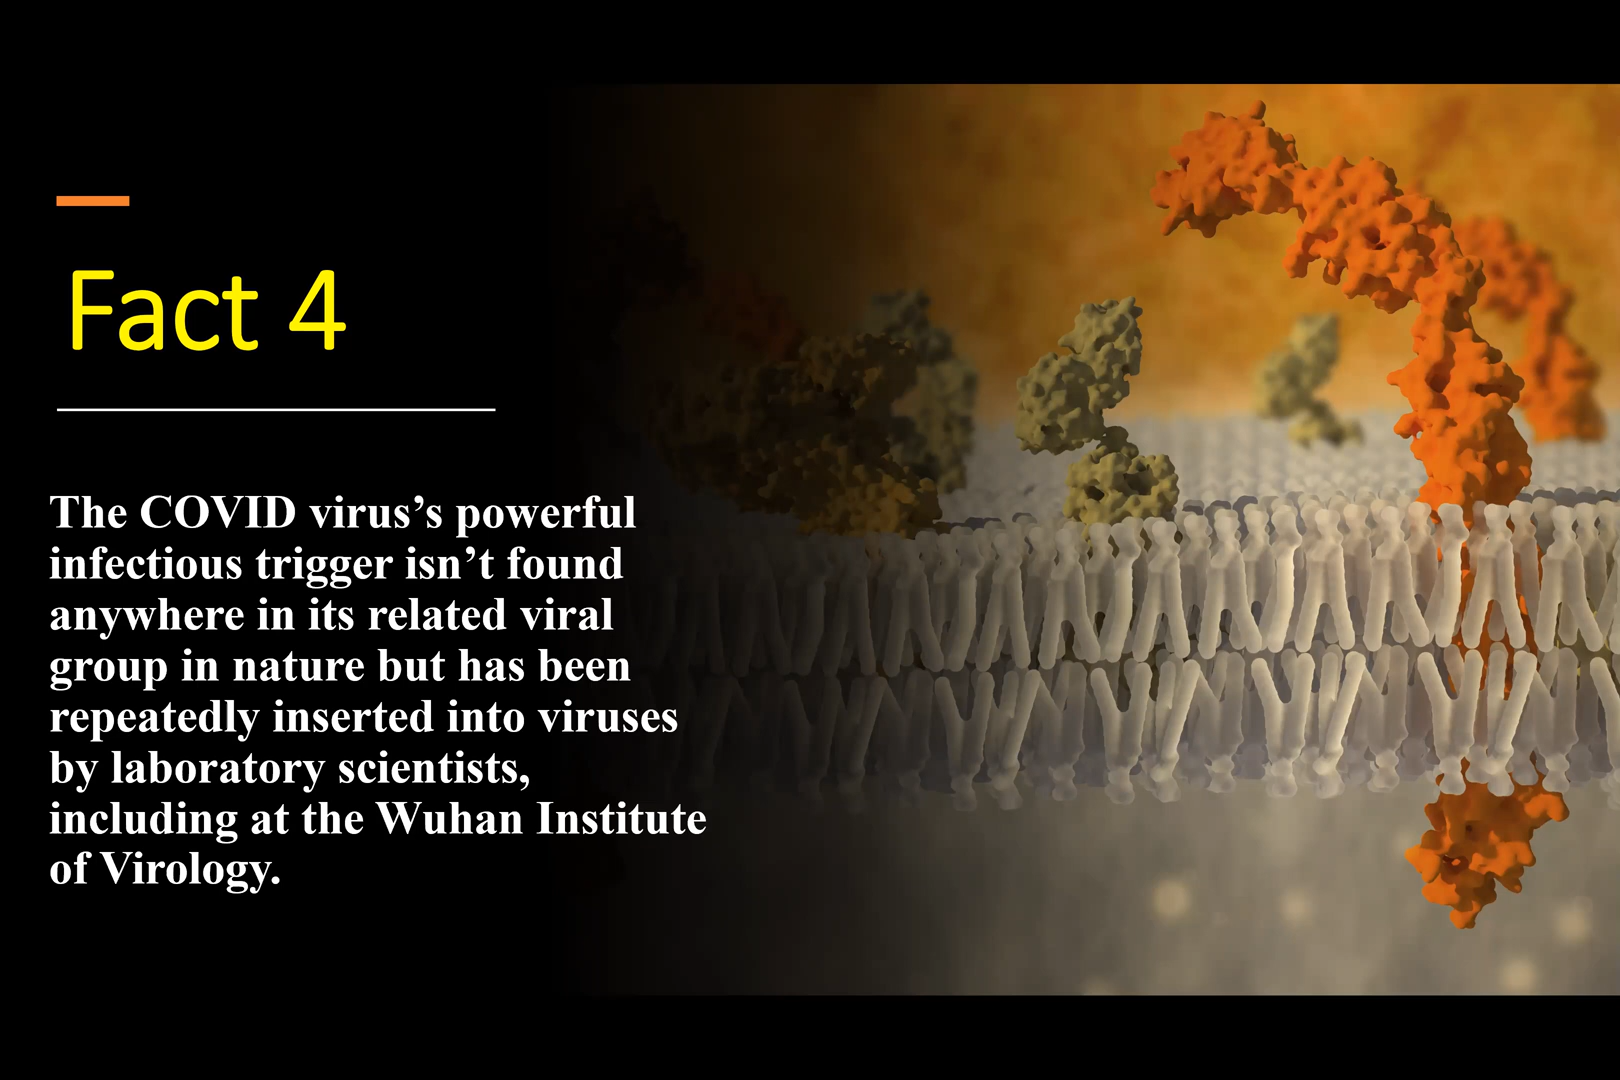 Fact 4
The COVID virus’s powerful
infectious trigger isn’t found
anywhere in its related viral
group in nature but has been
repeatedly inserted into viruses
by laboratory scientists,
including at the Wuhan Institute
of Virology.